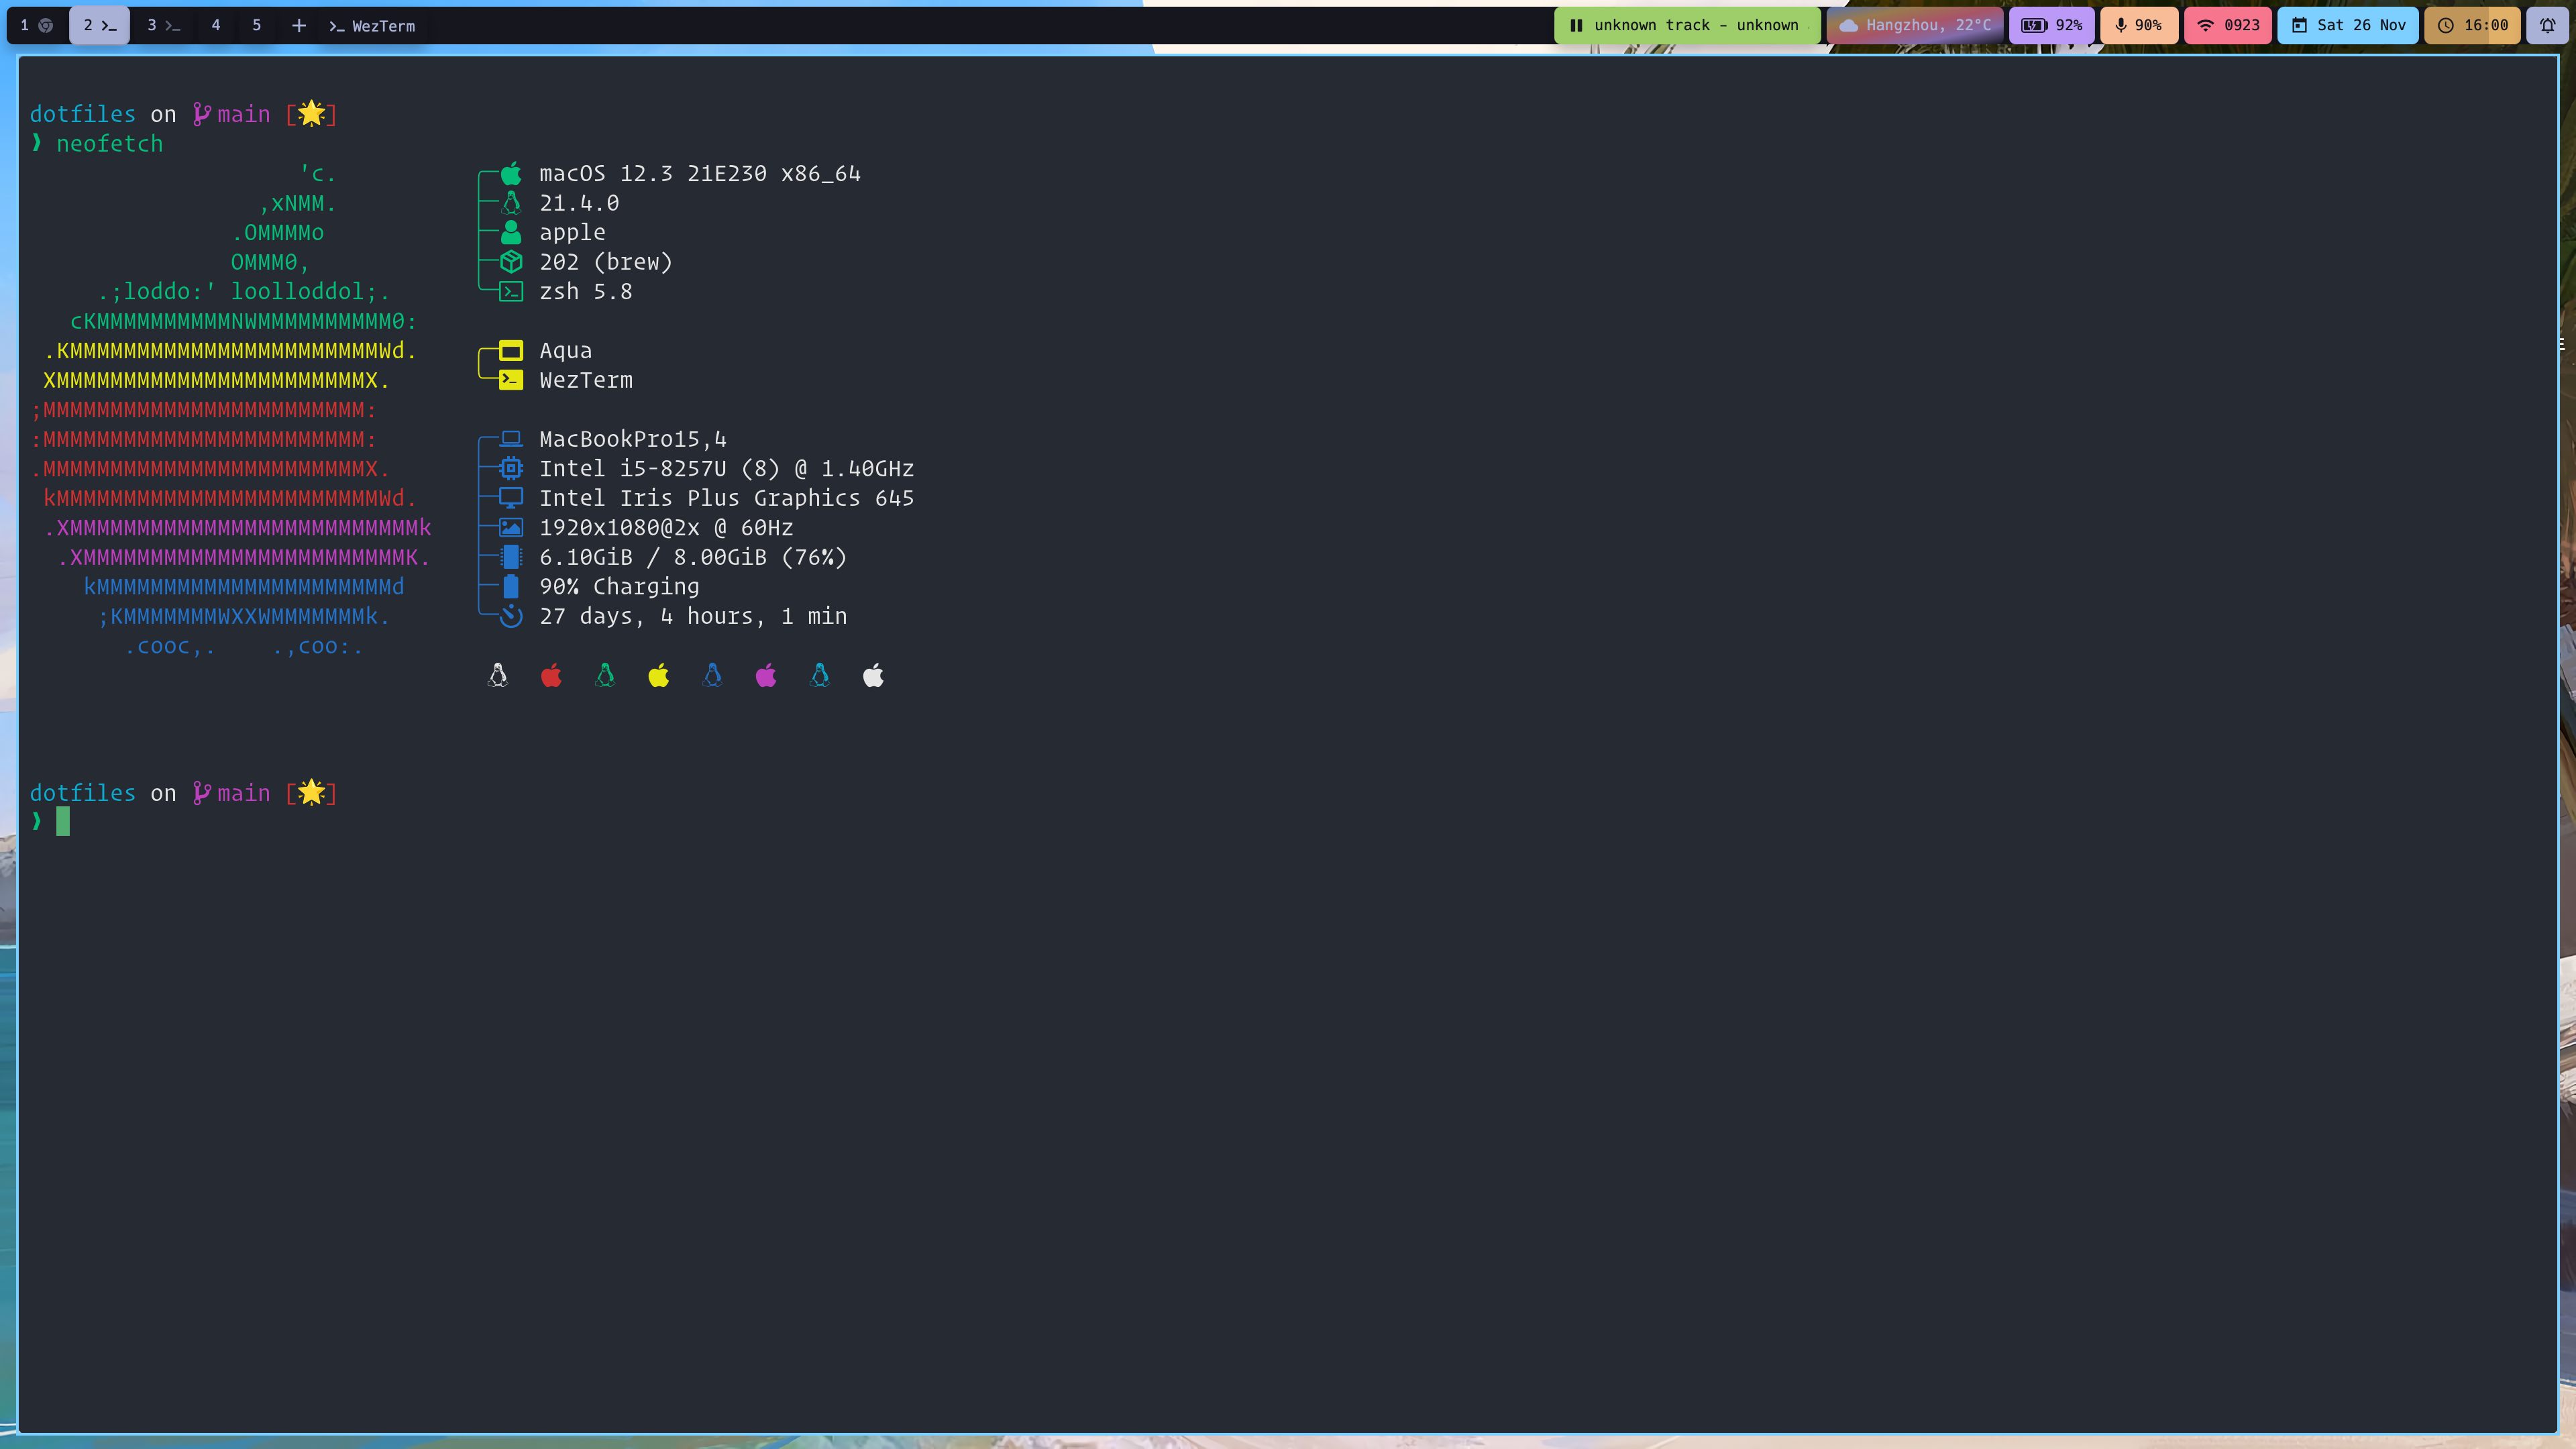 1 2 3 4 5 + WezTerm unknown track - unknown Hangzhou, 22°C 92% 90% 0923 Sat 26 Nov 16:00
dotfiles on main [🌟]
❱ neofetch
'c. macOS 12.3 21E230 x86_64
,xNMM. 21.4.0
.OMMMMo apple
OMMM0, 202 (brew)
.;loddo:' loolloddol;. zsh 5.8
cKMMMMMMMMMMNWMMMMMMMMMM0:
.KMMMMMMMMMMMMMMMMMMMMMMMWd. Aqua
XMMMMMMMMMMMMMMMMMMMMMMMX. WezTerm
;MMMMMMMMMMMMMMMMMMMMMMMM:
:MMMMMMMMMMMMMMMMMMMMMMMM: MacBookPro15,4
.MMMMMMMMMMMMMMMMMMMMMMMMX. Intel i5-8257U (8) @ 1.40GHz
kMMMMMMMMMMMMMMMMMMMMMMMMWd. Intel Iris Plus Graphics 645
.XMMMMMMMMMMMMMMMMMMMMMMMMMMk 1920x1080@2x @ 60Hz
.XMMMMMMMMMMMMMMMMMMMMMMMMK. 6.10GiB / 8.00GiB (76%)
kMMMMMMMMMMMMMMMMMMMMMMd 90% Charging
;KMMMMMMMWXXWMMMMMMMk. 27 days, 4 hours, 1 min
.cooc,. .,coo:.
dotfiles on main [🌟]
❱